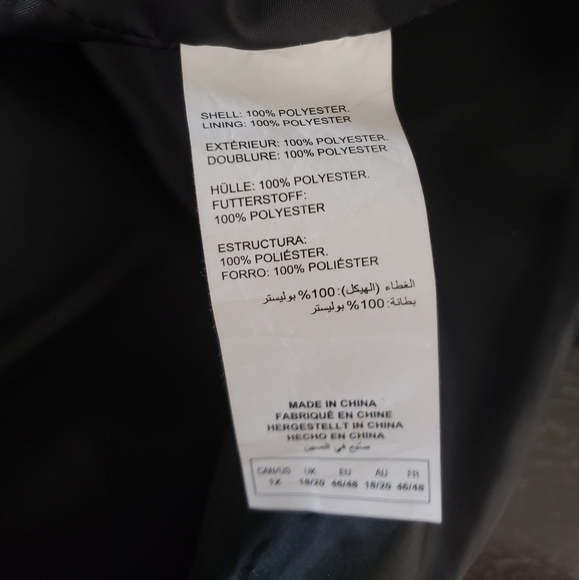 SHELL: 100% POLYESTER.
LINING: 100% POLYESTER
EXTÉRIEUR: 100% POLYESTER.
DOUBLURE: 100% POLYESTER
HÜLLE: 100% POLYESTER.
FUTTERSTOFF:
100% POLYESTER
ESTRUCTURA:
100% POLIÉSTER.
FORRO: 100% POLIÉSTER
الغطاء (الهيكل): 100% بوليستر
بطانة: 100% بوليستر
MADE IN CHINA
FABRIQUÉ EN CHINE
HERGESTELLT IN CHINA
HECHO EN CHINA
صنع في الصين
CAN/US UK EU AU FR
1X 18/20 46/48 18/20 46/48